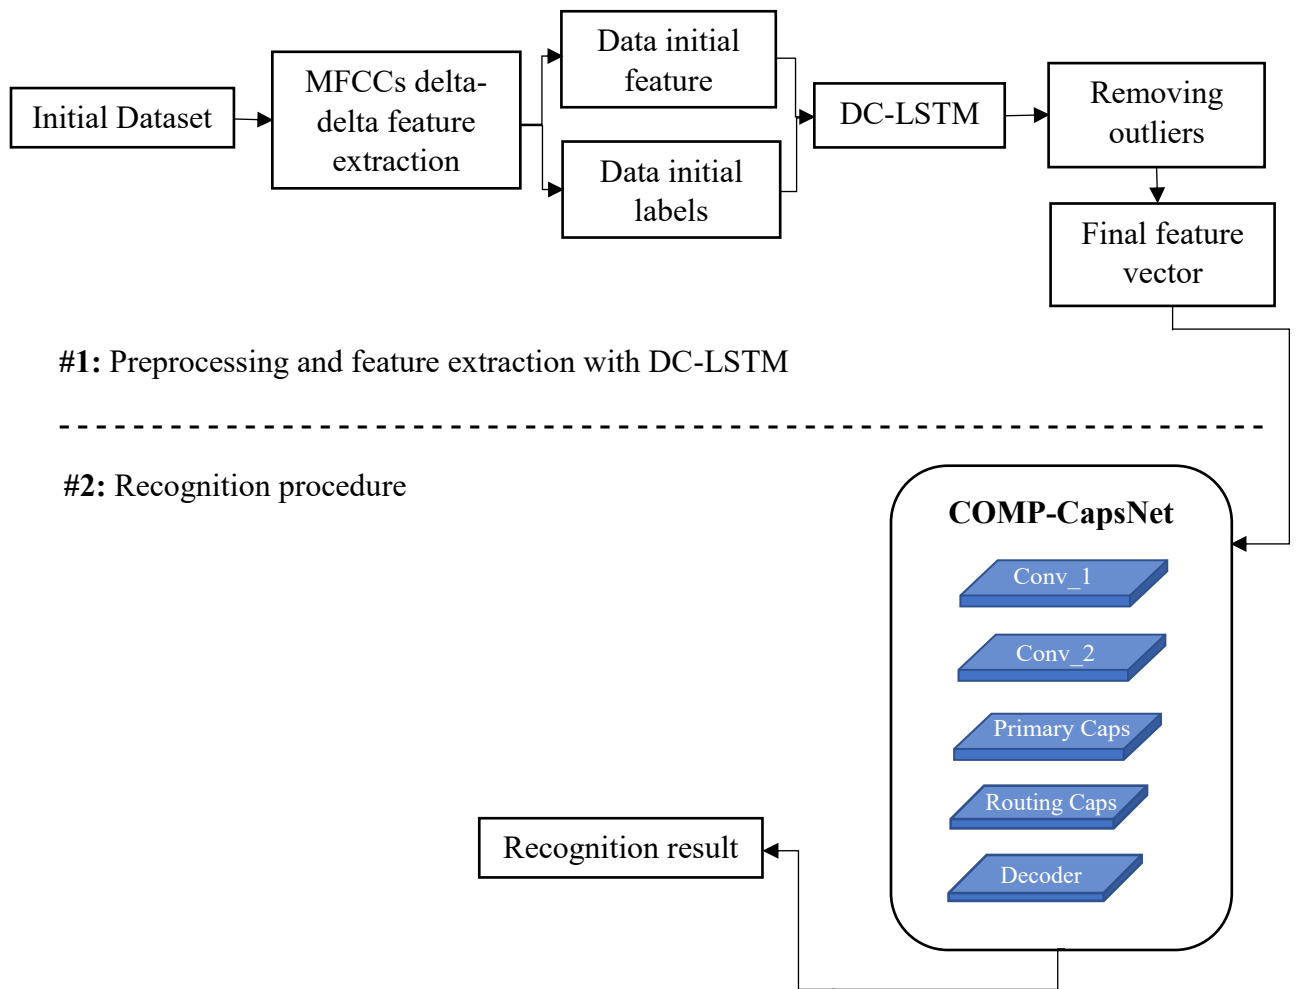 Initial Dataset
MFCCs delta-
delta feature
extraction
Data initial
feature
Data initial
labels
DC-LSTM
Removing
outliers
Final feature
vector
#1: Preprocessing and feature extraction with DC-LSTM
#2: Recognition procedure
COMP-CapsNet
Conv_1
Conv_2
Primary Caps
Routing Caps
Decoder
Recognition result